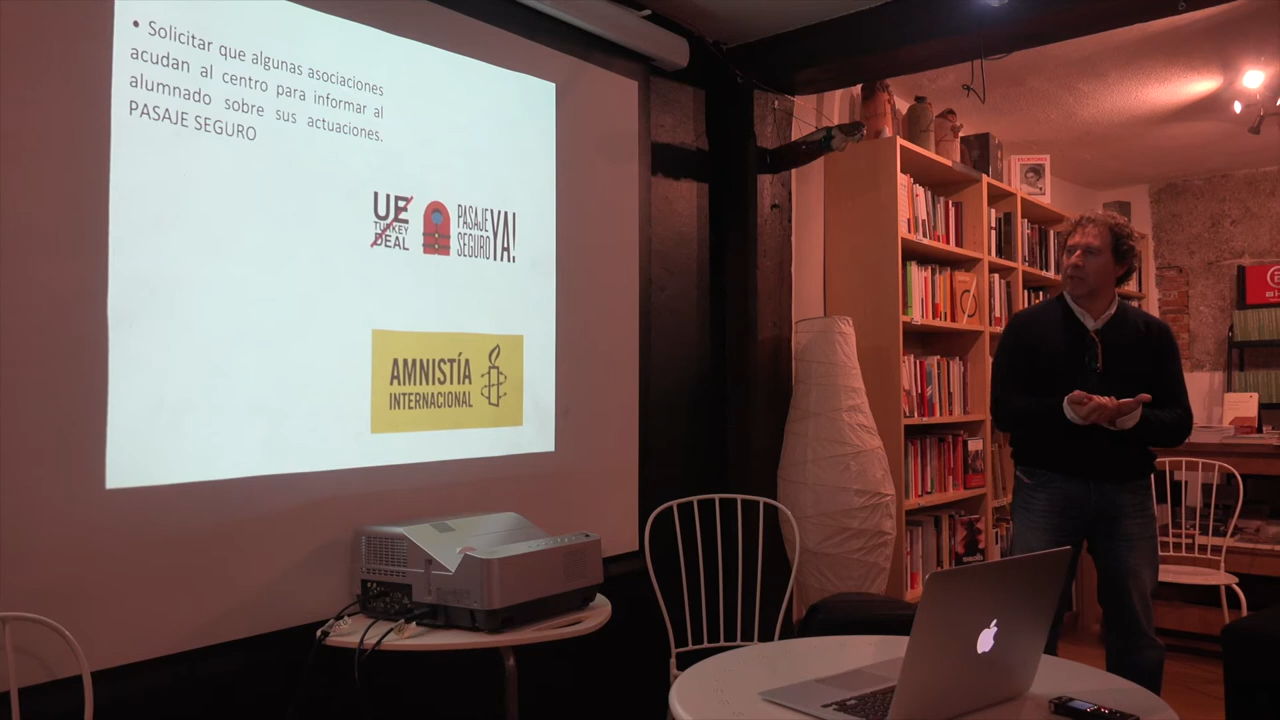 • Solicitar que algunas asociaciones
acudan al centro para informar al
alumnado sobre sus actuaciones.
PASAJE SEGURO
UE
TURKEY
DEAL
PASAJE
SEGURO
YA!
AMNISTÍA
INTERNACIONAL
ESCRITORES